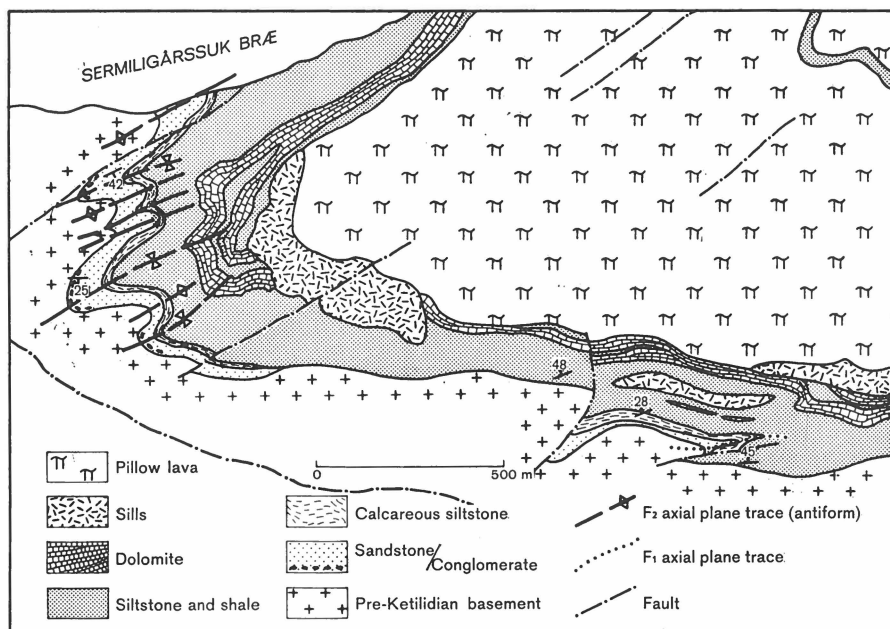 SERMILIGÅRSSUK BRÆ
42
25
48
28
45
0 500 m
Pillow lava
Sills
Dolomite
Siltstone and shale
Calcareous siltstone
Sandstone/Conglomerate
Pre-Ketilidian basement
F₂ axial plane trace (antiform)
F₁ axial plane trace
Fault